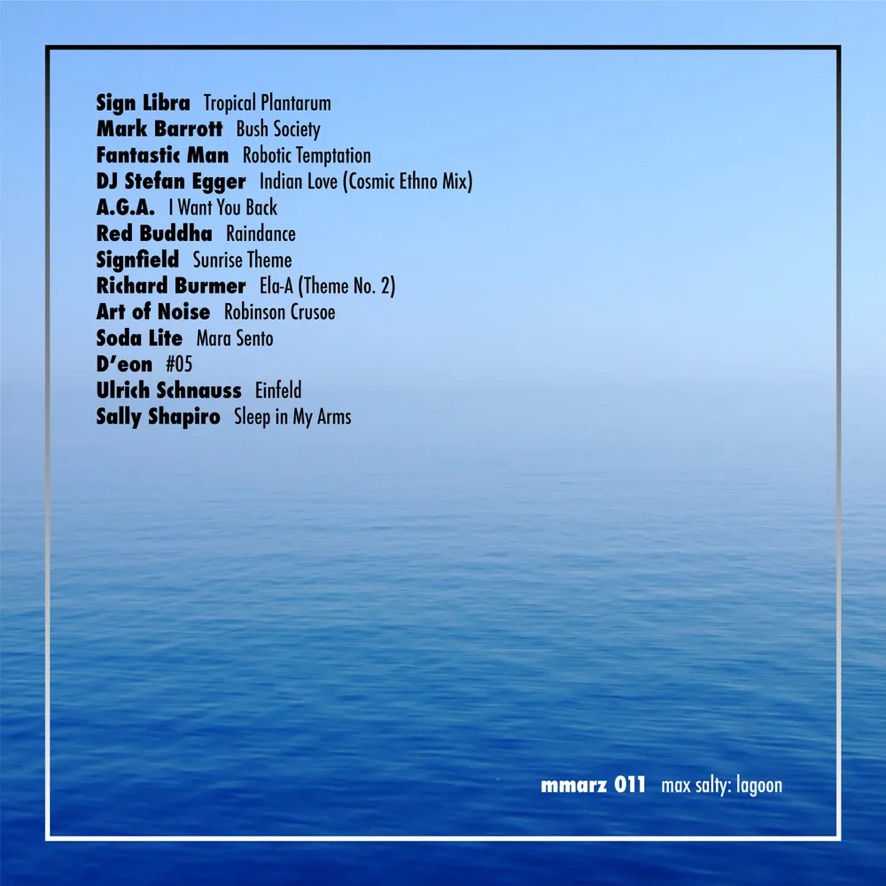 Sign Libra Tropical Plantarum
Mark Barrott Bush Society
Fantastic Man Robotic Temptation
DJ Stefan Egger Indian Love (Cosmic Ethno Mix)
A.G.A. I Want You Back
Red Buddha Raindance
Signfield Sunrise Theme
Richard Burmer Ela-A (Theme No. 2)
Art of Noise Robinson Crusoe
Soda Lite Mara Sento
D’eon #05
Ulrich Schnauss Einfeld
Sally Shapiro Sleep in My Arms
mmarz 011 max salty: lagoon